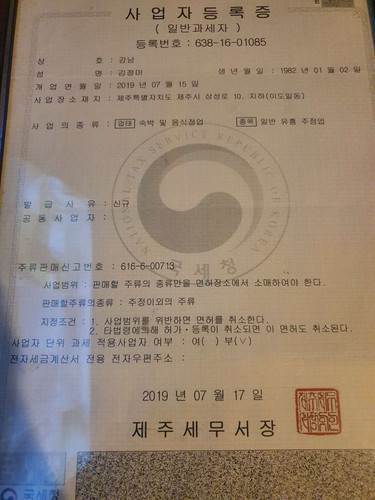 사업자등록증
( 일반과세자 )
등록번호 : 638-16-01085
상 호 : 강남
성 명 : 김정미 생년월일 : 1982 년 01 월 02 일
개업연월일 : 2019 년 07 월 15 일
사업장소재지 : 제주특별자치도 제주시 삼성로 10, 지하(이도일동)
사업의종류 : 업태 숙박 및 음식점업 종목 일반 유흥 주점업
NATIONAL TAX SERVICE REPUBLIC OF KOREA
국세청
발급사유 : 신규
공동사업자 :
주류판매신고번호 : 616-6-00713
사업범위 : 판매할 주류의 종류만을 면허장소에서 소매하여야 한다.
판매할주류의종류 : 주정이외의 주류
지정조건 : 1. 사업범위를 위반하면 면허를 취소한다.
2. 타법령에의해 허가·등록이 취소되면 이 면허도 취소된다.
사업자 단위 과세 적용사업자 여부 : 여( ) 부(∨)
전자세금계산서 전용 전자우편주소 :
2019 년 07 월 17 일
제주세무서장
국세청